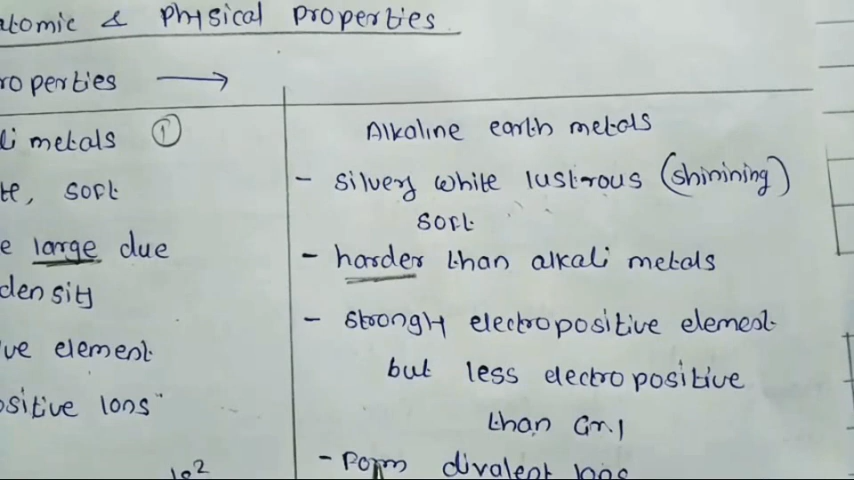 atomic & Physical properties
roperties →
li metals ①
te, soft
e large due
density
ve element
ositive Ions"
10²
Alkaline earth metals
- silvery white lustrous (shinining)
soft
- harder than alkali metals
- strongly electropositive element
but less electropositive
than Gr.1
- Form divalent Ions